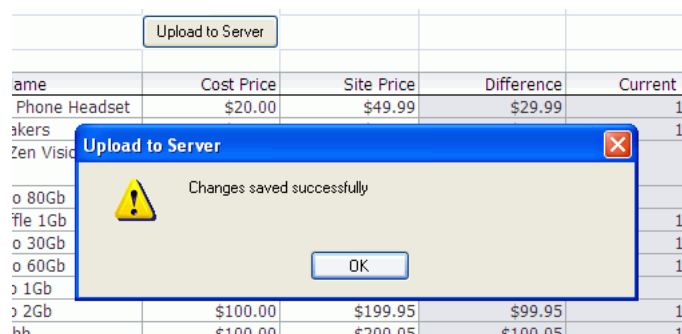 Upload to Server
ame Cost Price Site Price Difference Current
Phone Headset $20.00 $49.99 $29.99 1
akers 1
Zen Visio
Upload to Server
o 80Gb
Changes saved successfully
ffle 1Gb 1
o 30Gb 1
o 60Gb 1
OK
o 1Gb
o 2Gb $100.00 $199.95 $99.95 1